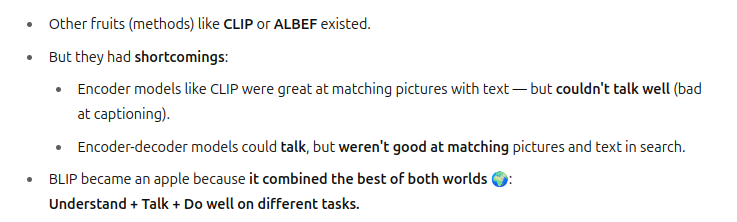 Other fruits (methods) like CLIP or ALBEF existed.
But they had shortcomings:
Encoder models like CLIP were great at matching pictures with text — but couldn't talk well (bad
at captioning).
Encoder-decoder models could talk, but weren't good at matching pictures and text in search.
BLIP became an apple because it combined the best of both worlds 🌍:
Understand + Talk + Do well on different tasks.